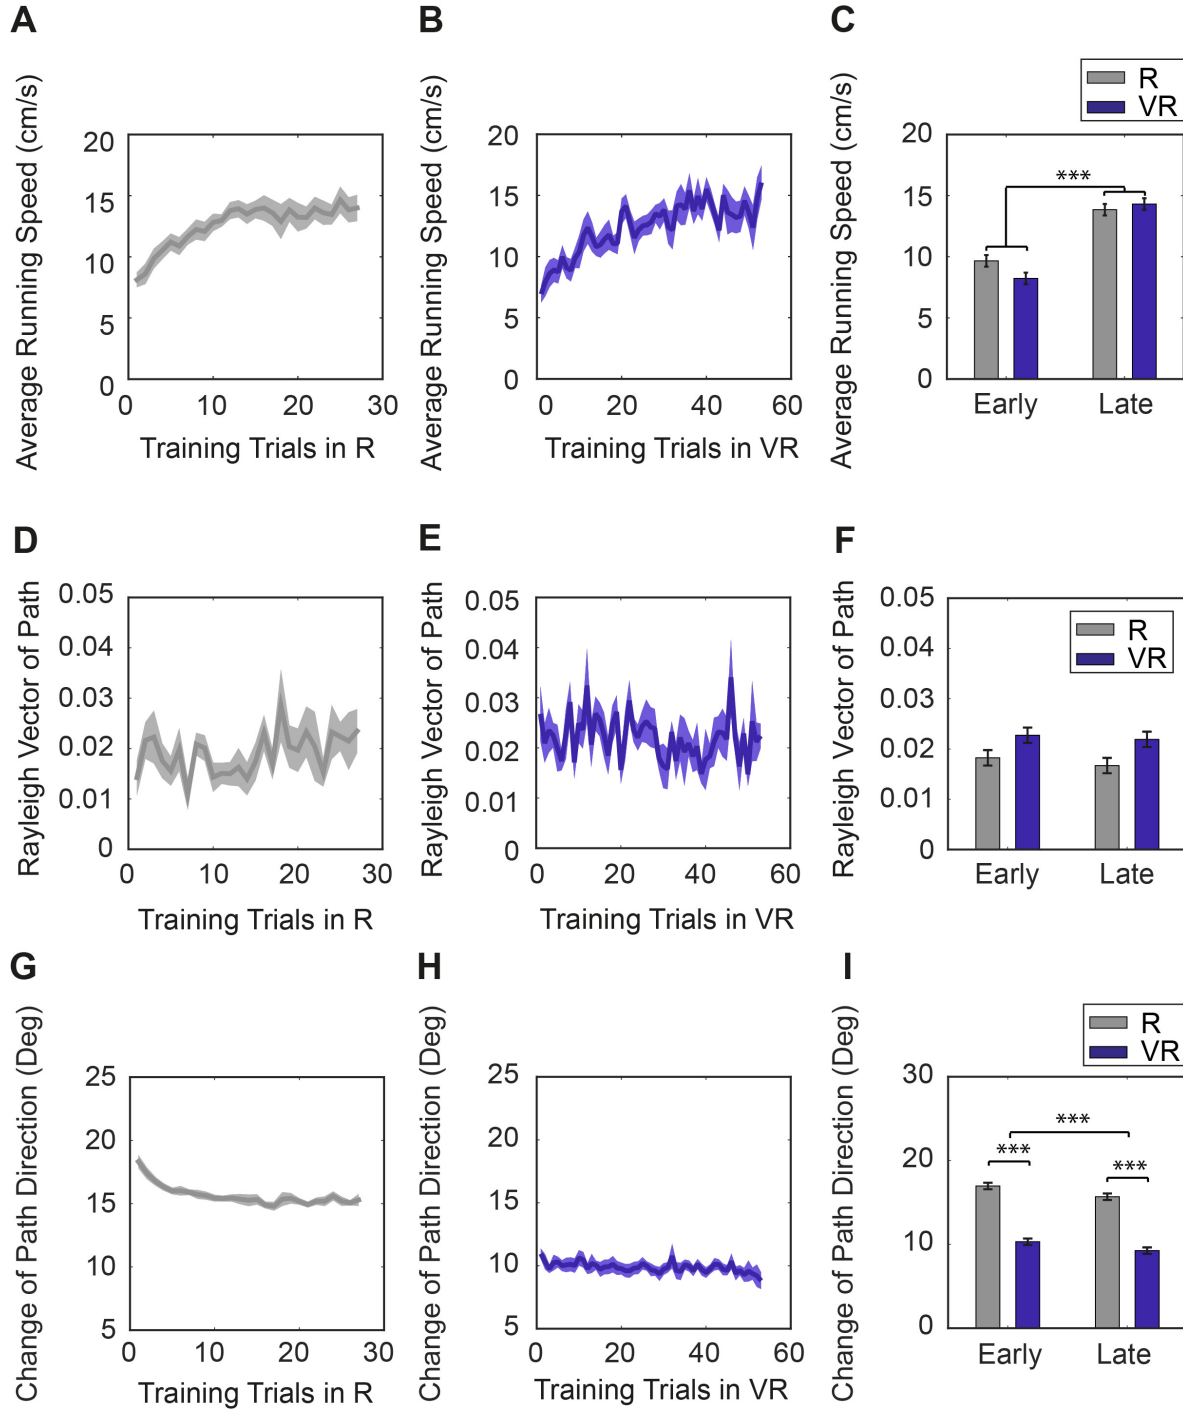 A
B
C
Average Running Speed (cm/s)
20
15
10
5
0
0
10
20
30
Training Trials in R
Average Running Speed (cm/s)
20
15
10
5
0
0
20
40
60
Training Trials in VR
Average Running Speed (cm/s)
R
VR
20
15
10
5
0
***
Early
Late
D
E
F
Rayleigh Vector of Path
0.05
0.04
0.03
0.02
0.01
0
0
10
20
30
Training Trials in R
Rayleigh Vector of Path
0.05
0.04
0.03
0.02
0.01
0
0
20
40
60
Training Trials in VR
Rayleigh Vector of Path
0.05
0.04
0.03
0.02
0.01
0
R
VR
Early
Late
G
H
I
Change of Path Direction (Deg)
25
20
15
10
5
0
10
20
30
Training Trials in R
Change of Path Direction (Deg)
25
20
15
10
5
0
20
40
60
Training Trials in VR
Change of Path Direction (Deg)
R
VR
30
20
10
0
***
***
***
Early
Late